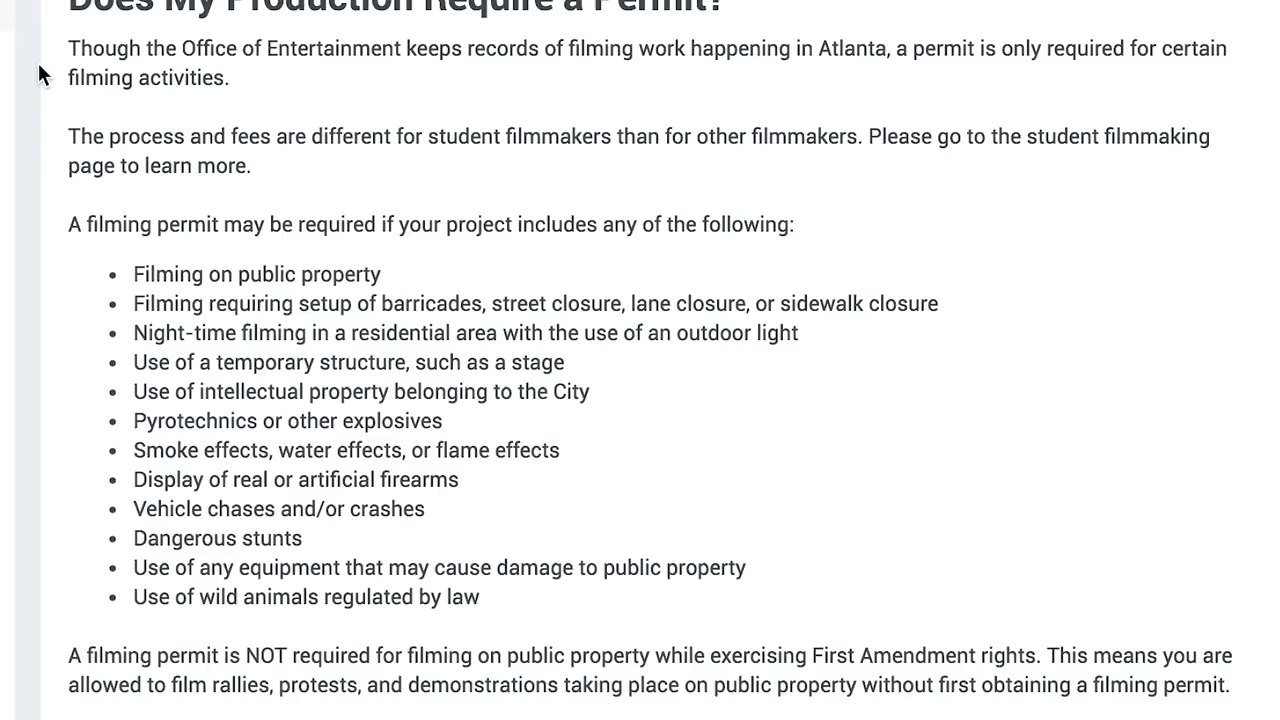 Does My Production Require a Permit?
Though the Office of Entertainment keeps records of filming work happening in Atlanta, a permit is only required for certain
filming activities.
The process and fees are different for student filmmakers than for other filmmakers. Please go to the student filmmaking
page to learn more.
A filming permit may be required if your project includes any of the following:
• Filming on public property
• Filming requiring setup of barricades, street closure, lane closure, or sidewalk closure
• Night-time filming in a residential area with the use of an outdoor light
• Use of a temporary structure, such as a stage
• Use of intellectual property belonging to the City
• Pyrotechnics or other explosives
• Smoke effects, water effects, or flame effects
• Display of real or artificial firearms
• Vehicle chases and/or crashes
• Dangerous stunts
• Use of any equipment that may cause damage to public property
• Use of wild animals regulated by law
A filming permit is NOT required for filming on public property while exercising First Amendment rights. This means you are
allowed to film rallies, protests, and demonstrations taking place on public property without first obtaining a filming permit.